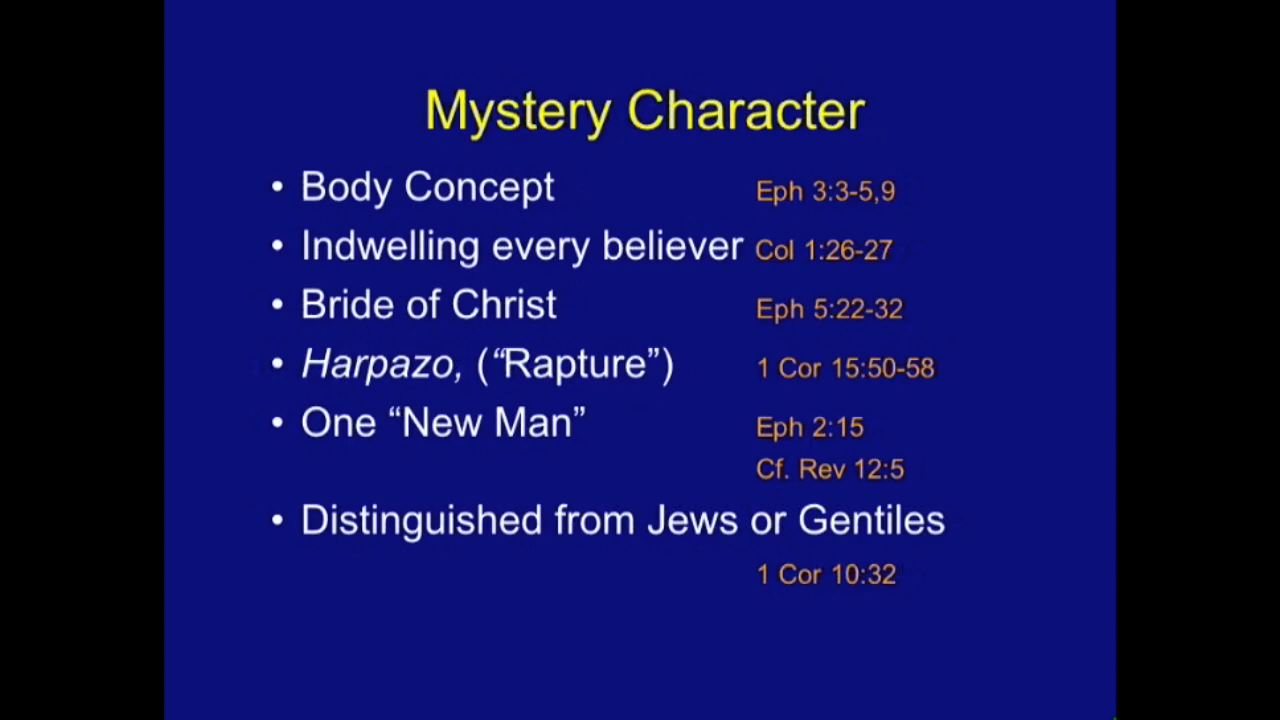 Mystery Character
• Body Concept Eph 3:3-5,9
• Indwelling every believer Col 1:26-27
• Bride of Christ Eph 5:22-32
• Harpazo, (“Rapture”) 1 Cor 15:50-58
• One “New Man” Eph 2:15
Cf. Rev 12:5
• Distinguished from Jews or Gentiles
1 Cor 10:32